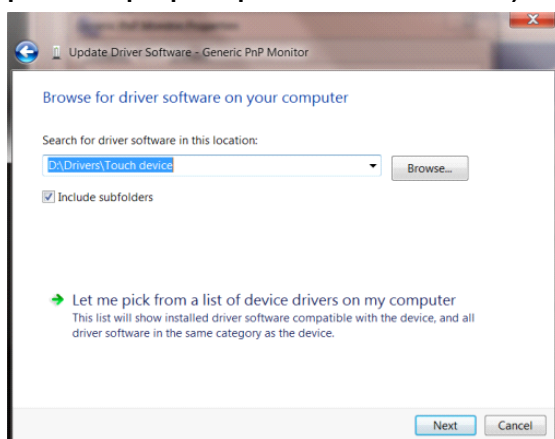 Update Driver Software - Generic PnP Monitor
Browse for driver software on your computer
Search for driver software in this location:
D:\Drivers\Touch device
Browse...
Include subfolders
Let me pick from a list of device drivers on my computer
This list will show installed driver software compatible with the device, and all
driver software in the same category as the device.
Next
Cancel